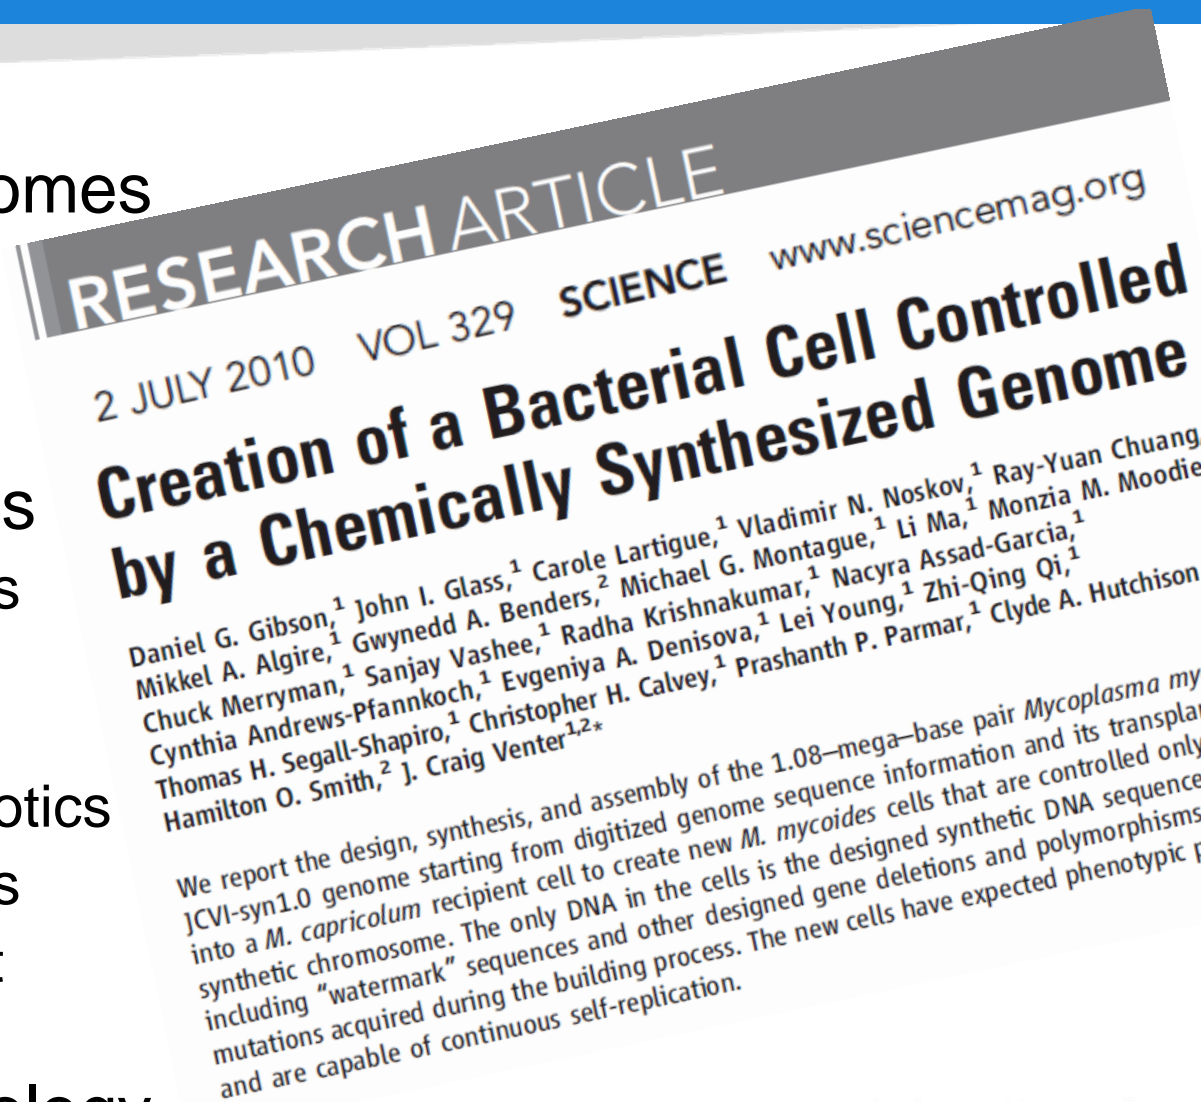 omes
s
s
otics
s
t
ology
RESEARCH ARTICLE
2 JULY 2010 VOL 329 SCIENCE www.sciencemag.org
Creation of a Bacterial Cell Controlled
by a Chemically Synthesized Genome
Daniel G. Gibson,¹ John I. Glass,¹ Carole Lartigue,¹ Vladimir N. Noskov,¹ Ray-Yuan Chuang,
Mikkel A. Algire,¹ Gwynedd A. Benders,² Michael G. Montague,¹ Li Ma,¹ Monzia M. Moodie
Chuck Merryman,¹ Sanjay Vashee,¹ Radha Krishnakumar,¹ Nacyra Assad-Garcia,¹
Cynthia Andrews-Pfannkoch,¹ Evgeniya A. Denisova,¹ Lei Young,¹ Zhi-Qing Qi,¹
Thomas H. Segall-Shapiro,¹ Christopher H. Calvey,¹ Prashanth P. Parmar,¹ Clyde A. Hutchison
Hamilton O. Smith,² J. Craig Venter¹,²*
We report the design, synthesis, and assembly of the 1.08–mega–base pair Mycoplasma my
JCVI-syn1.0 genome starting from digitized genome sequence information and its transplan
into a M. capricolum recipient cell to create new M. mycoides cells that are controlled only
synthetic chromosome. The only DNA in the cells is the designed synthetic DNA sequence
including “watermark” sequences and other designed gene deletions and polymorphisms
mutations acquired during the building process. The new cells have expected phenotypic p
and are capable of continuous self-replication.